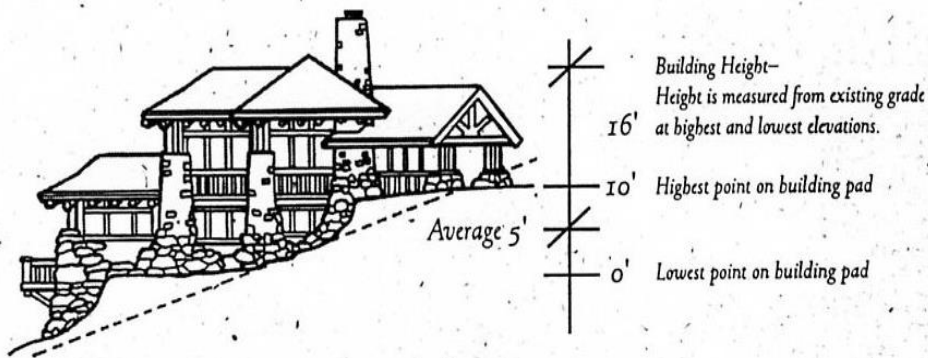 Building Height–
Height is measured from existing grade
at highest and lowest elevations.
16'
10' Highest point on building pad
Average 5'
0' Lowest point on building pad